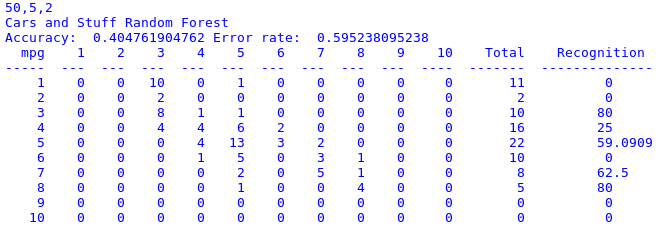 50,5,2
Cars and Stuff Random Forest
Accuracy:  0.404761904762 Error rate:  0.595238095238
  mpg    1    2    3    4    5    6    7    8    9    10    Total    Recognition
-----  ---  ---  ---  ---  ---  ---  ---  ---  ---  ----  -------  -------------
    1    0    0   10    0    1    0    0    0    0     0       11         0
    2    0    0    2    0    0    0    0    0    0     0        2         0
    3    0    0    8    1    1    0    0    0    0     0       10        80
    4    0    0    4    4    6    2    0    0    0     0       16        25
    5    0    0    0    4   13    3    2    0    0     0       22        59.0909
    6    0    0    0    1    5    0    3    1    0     0       10         0
    7    0    0    0    0    2    0    5    1    0     0        8        62.5
    8    0    0    0    0    1    0    0    4    0     0        5        80
    9    0    0    0    0    0    0    0    0    0     0        0         0
   10    0    0    0    0    0    0    0    0    0     0        0         0